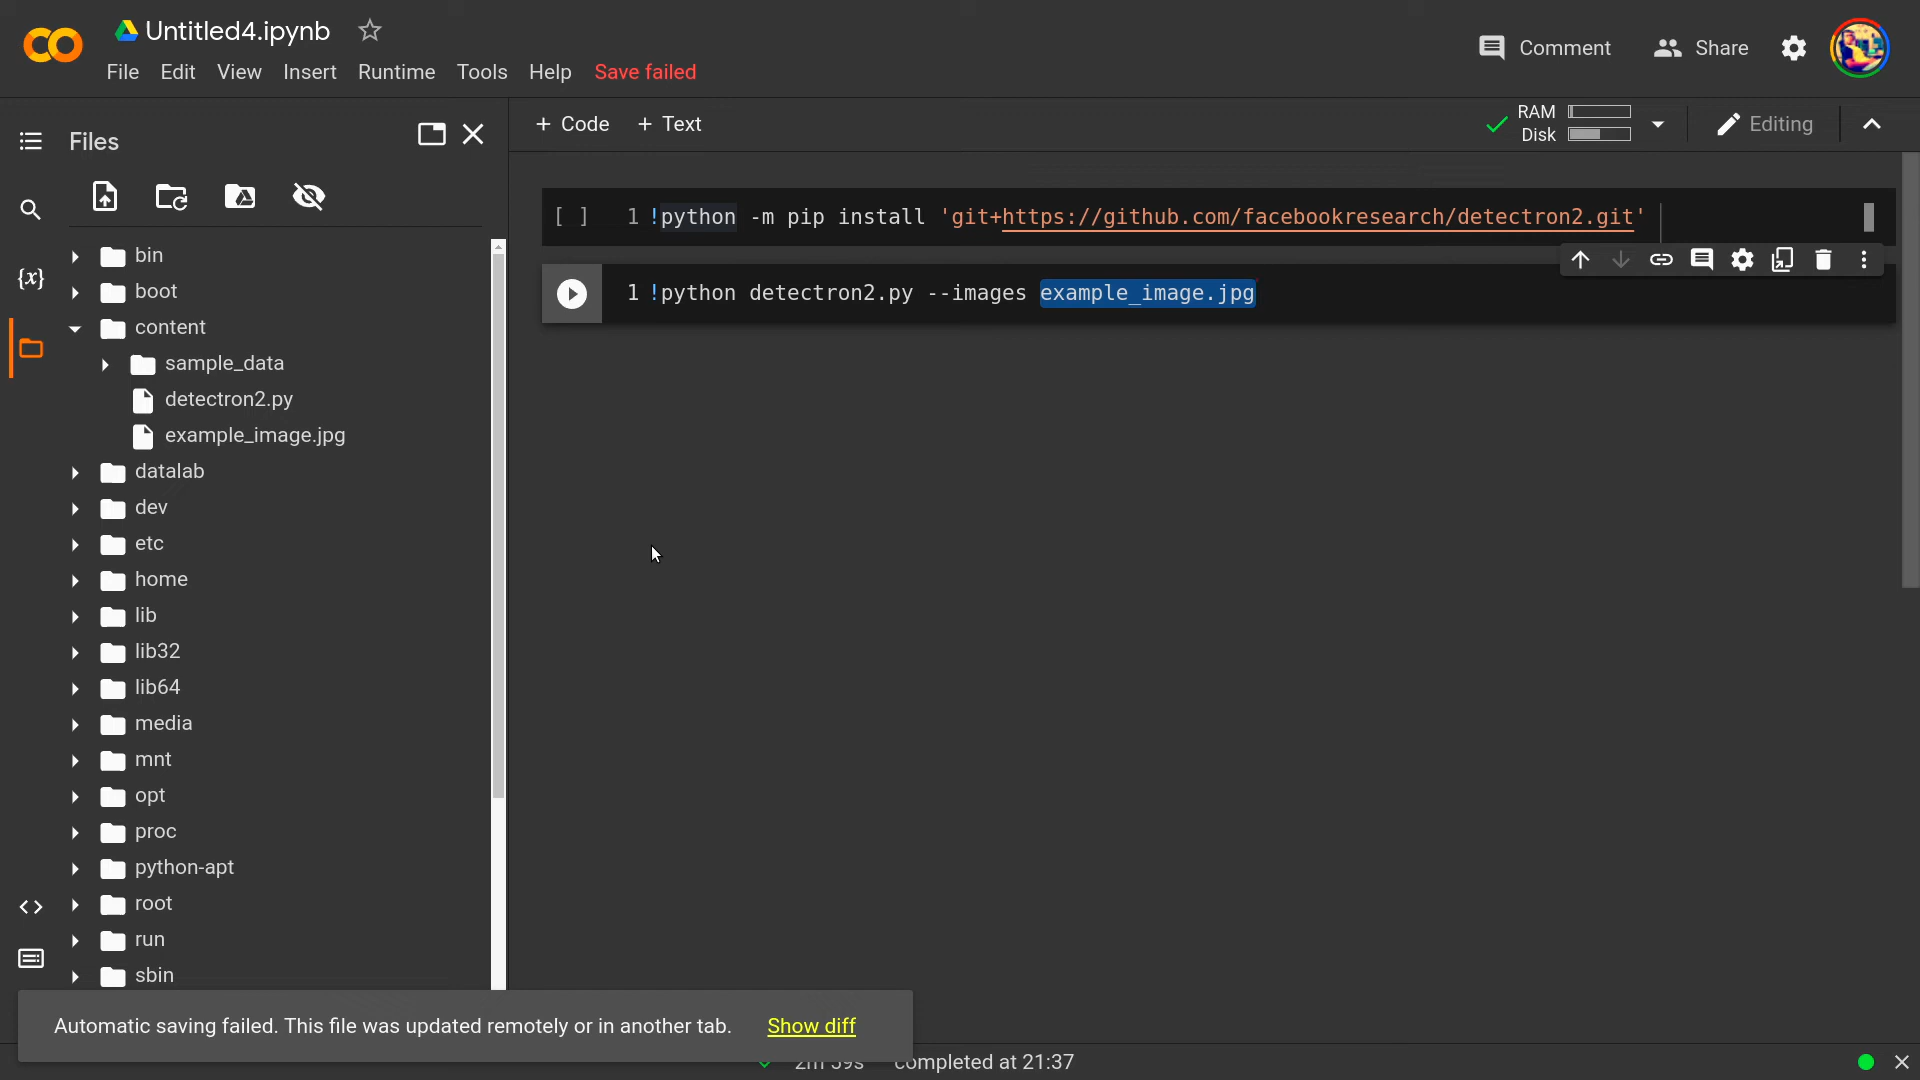 Untitled4.ipynb
File Edit View Insert Runtime Tools Help Save failed
Comment Share
Files
+ Code + Text
RAM
Disk
Editing
[ ] 1 !python -m pip install 'git+https://github.com/facebookresearch/detectron2.git'
1 !python detectron2.py --images example_image.jpg
{x}
bin
boot
content
sample_data
detectron2.py
example_image.jpg
datalab
dev
etc
home
lib
lib32
lib64
media
mnt
opt
proc
python-apt
root
run
sbin
Automatic saving failed. This file was updated remotely or in another tab. Show diff
2m 39s completed at 21:37